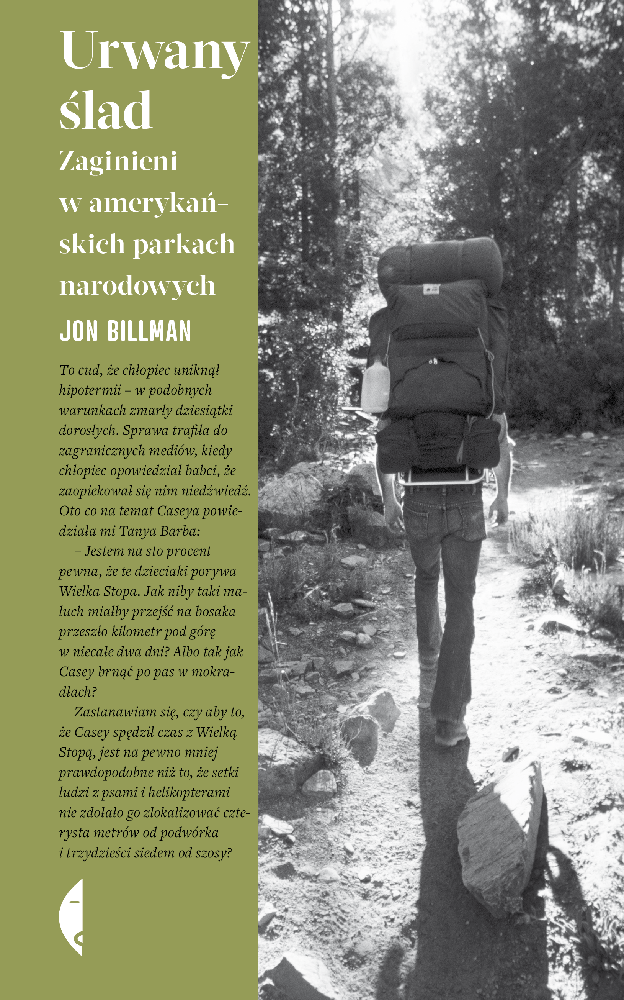 Urwany
ślad
Zaginieni
w amerykań–
skich parkach
narodowych
JON BILLMAN
To cud, że chłopiec uniknął
hipotermii – w podobnych
warunkach zmarły dziesiątki
dorosłych. Sprawa trafiła do
zagranicznych mediów, kiedy
chłopiec opowiedział babci, że
zaopiekował się nim niedźwiedź.
Oto co na temat Caseya powie-
działa mi Tanya Barba:
– Jestem na sto procent
pewna, że te dzieciaki porywa
Wielka Stopa. Jak niby taki ma-
luch miałby przejść na bosaka
przeszło kilometr pod górę
w niecałe dwa dni? Albo tak jak
Casey brnąć po pas w mokra-
dłach?
Zastanawiam się, czy aby to,
że Casey spędził czas z Wielką
Stopą, jest na pewno mniej
prawdopodobne niż to, że setki
ludzi z psami i helikopterami
nie zdołało go zlokalizować czte-
rysta metrów od podwórka
i trzydzieści siedem od szosy?